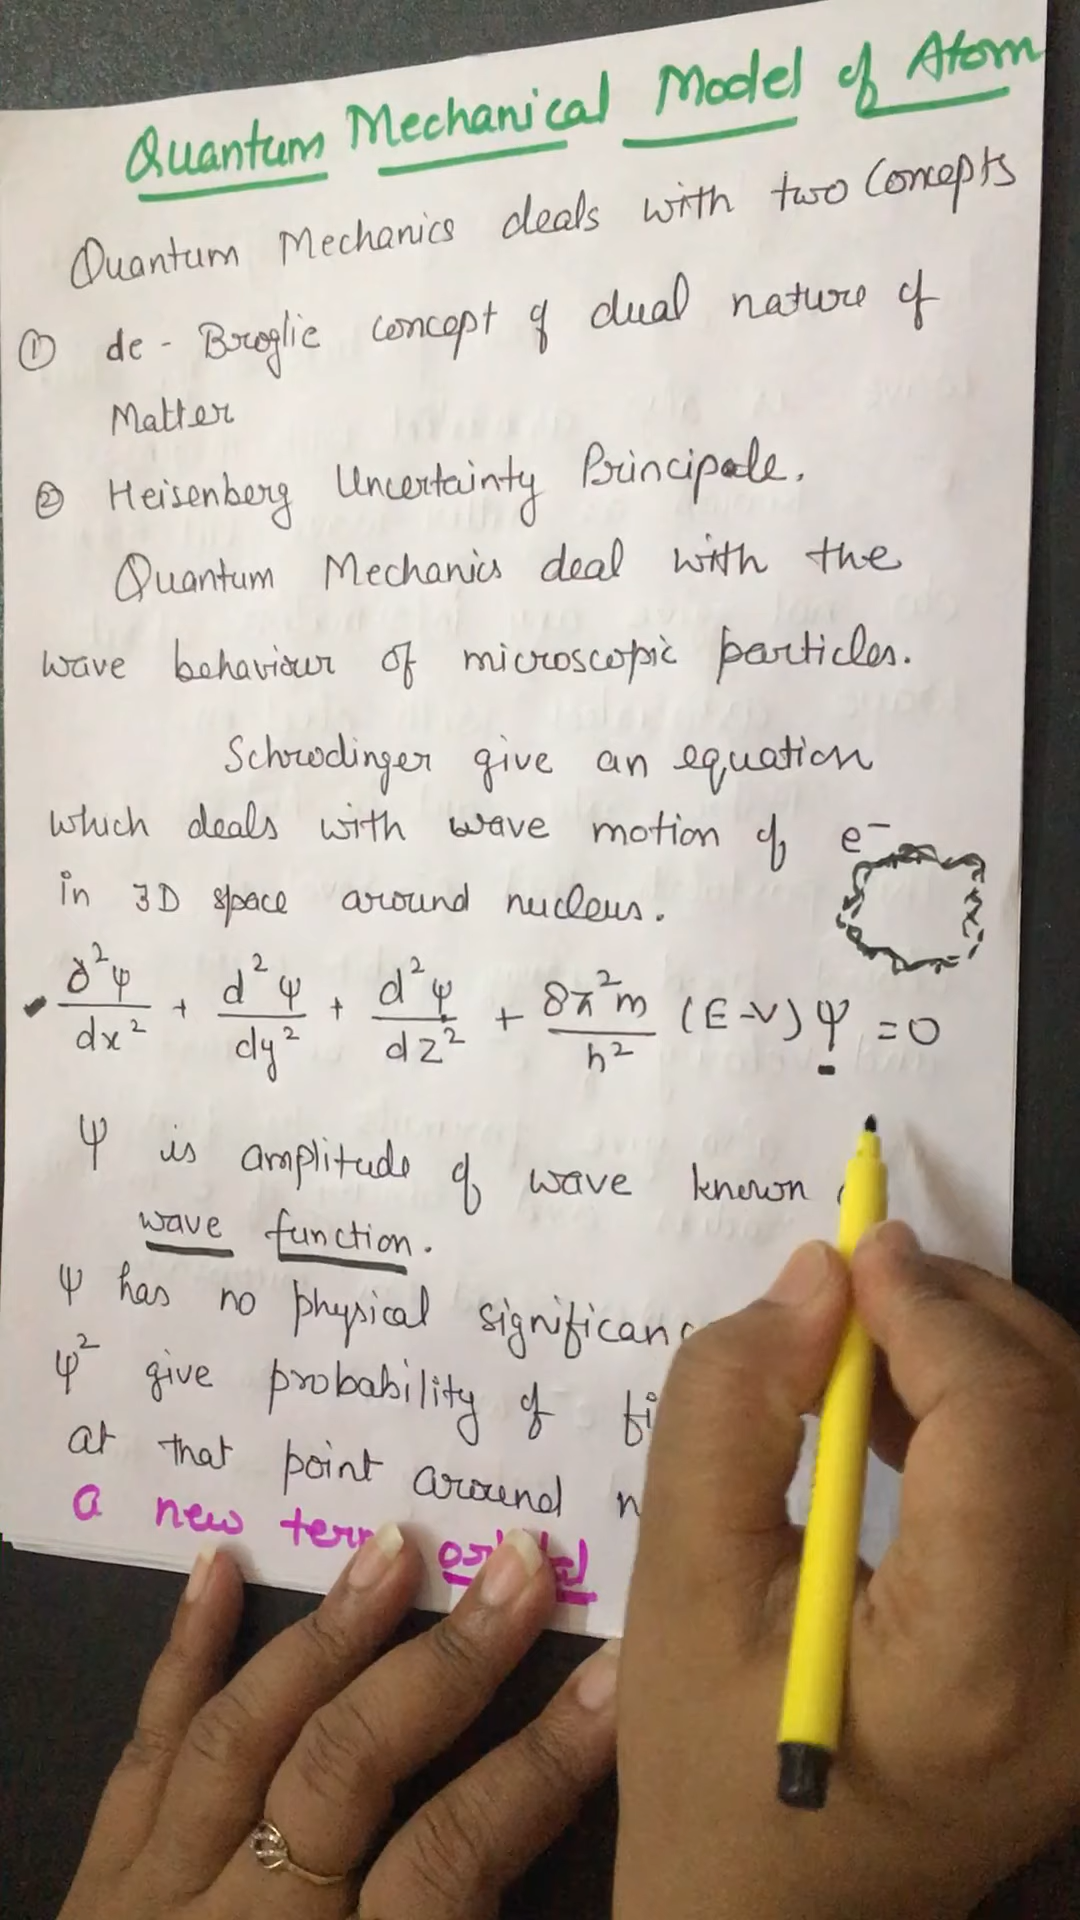 Quantum Mechanical Model of Atom
Quantum Mechanics deals with two Concepts
① de - Broglie concept of dual nature of
Matter
② Heisenberg Uncertainty Principale.
Quantum Mechanics deal with the
wave behaviour of microscopic particles.
Schrodinger give an equation
which deals with wave motion of e⁻
in 3D space around nucleus.
∂²ψ/dx² + d²ψ/dy² + d²ψ/dz² + 8π²m/h² (E-V)ψ = 0
ψ is amplitude of wave known
wave function.
ψ has no physical
ψ² give probability of
at that point around
a new